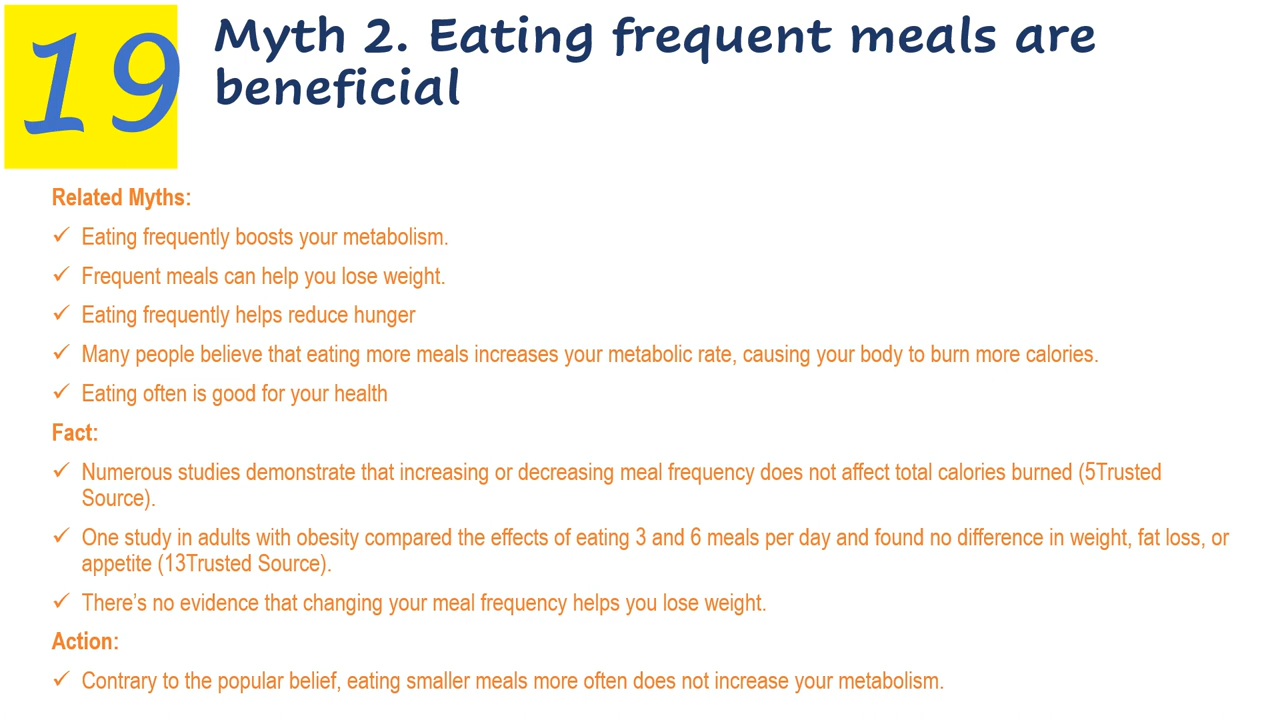 19
Myth 2. Eating frequent meals are
beneficial
Related Myths:
✓ Eating frequently boosts your metabolism.
✓ Frequent meals can help you lose weight.
✓ Eating frequently helps reduce hunger
✓ Many people believe that eating more meals increases your metabolic rate, causing your body to burn more calories.
✓ Eating often is good for your health
Fact:
✓ Numerous studies demonstrate that increasing or decreasing meal frequency does not affect total calories burned (5Trusted
Source).
✓ One study in adults with obesity compared the effects of eating 3 and 6 meals per day and found no difference in weight, fat loss, or
appetite (13Trusted Source).
✓ There’s no evidence that changing your meal frequency helps you lose weight.
Action:
✓ Contrary to the popular belief, eating smaller meals more often does not increase your metabolism.